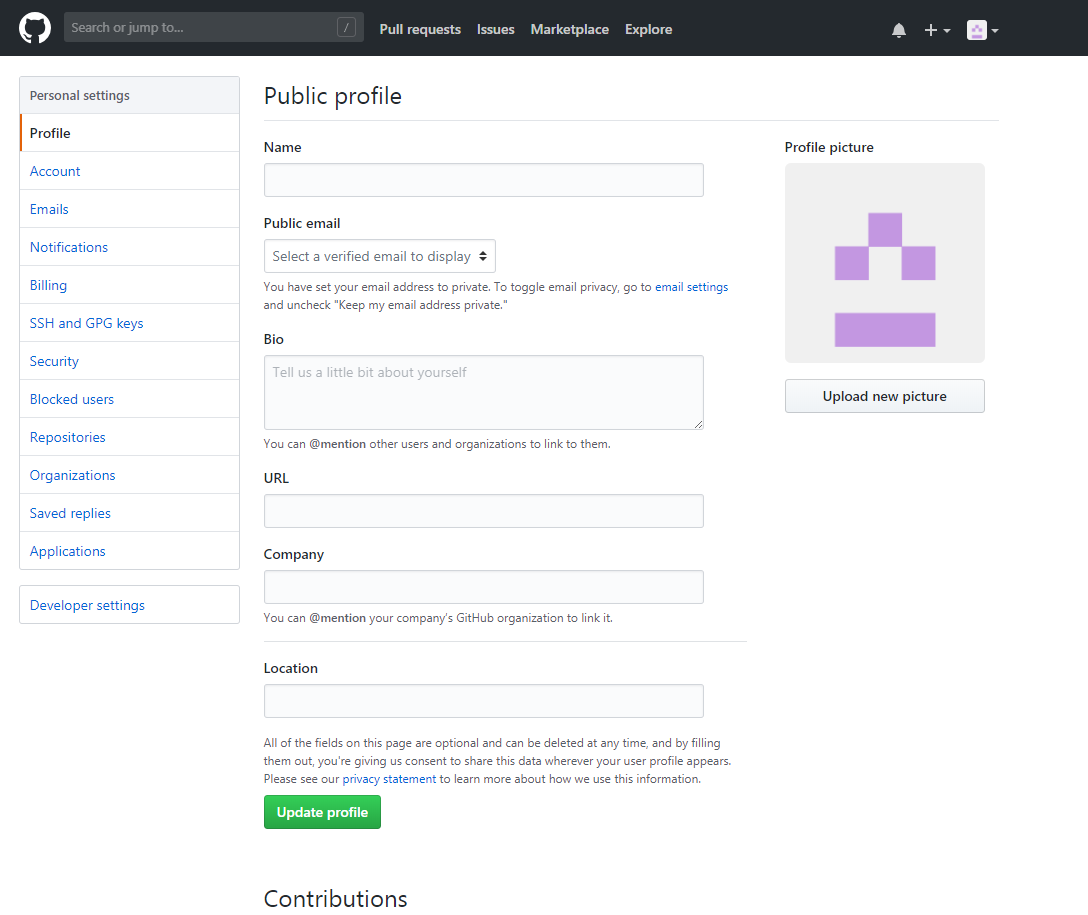 Search or jump to...
/
Pull requests
Issues
Marketplace
Explore
Personal settings
Profile
Account
Emails
Notifications
Billing
SSH and GPG keys
Security
Blocked users
Repositories
Organizations
Saved replies
Applications
Developer settings
Public profile
Name
Public email
Select a verified email to display
You have set your email address to private. To toggle email privacy, go to email settings
and uncheck "Keep my email address private."
Bio
Tell us a little bit about yourself
You can @mention other users and organizations to link to them.
URL
Company
You can @mention your company's GitHub organization to link it.
Location
All of the fields on this page are optional and can be deleted at any time, and by filling
them out, you're giving us consent to share this data wherever your user profile appears.
Please see our privacy statement to learn more about how we use this information.
Update profile
Profile picture
Upload new picture
Contributions